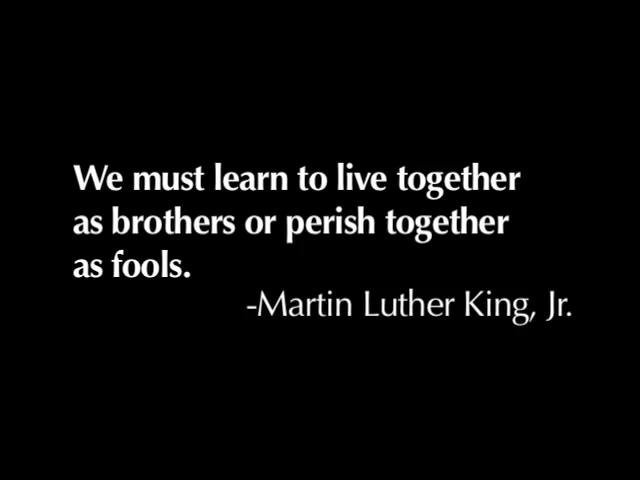 We must learn to live together
as brothers or perish together
as fools.
-Martin Luther King, Jr.